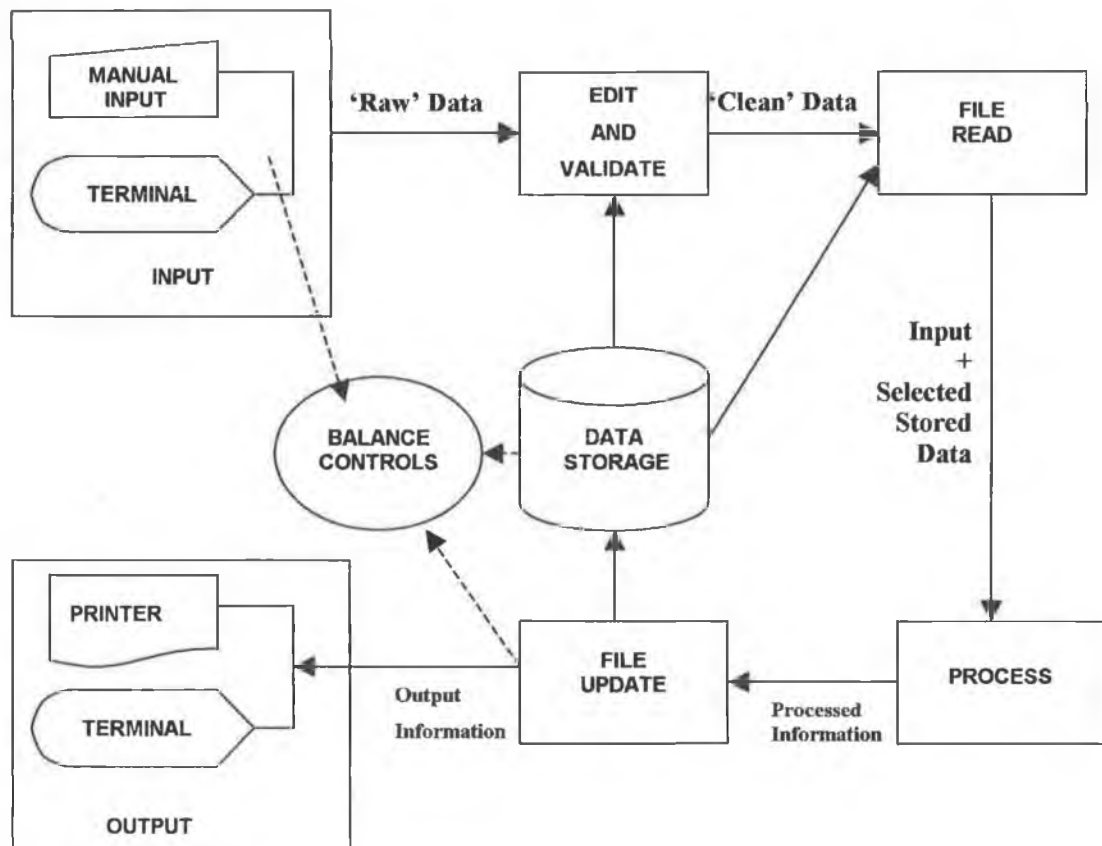 MANUAL
INPUT
TERMINAL
INPUT
'Raw' Data
EDIT
AND
VALIDATE
'Clean' Data
FILE
READ
Input
+
Selected
Stored
Data
BALANCE
CONTROLS
DATA
STORAGE
PRINTER
TERMINAL
OUTPUT
Output
Information
FILE
UPDATE
Processed
Information
PROCESS